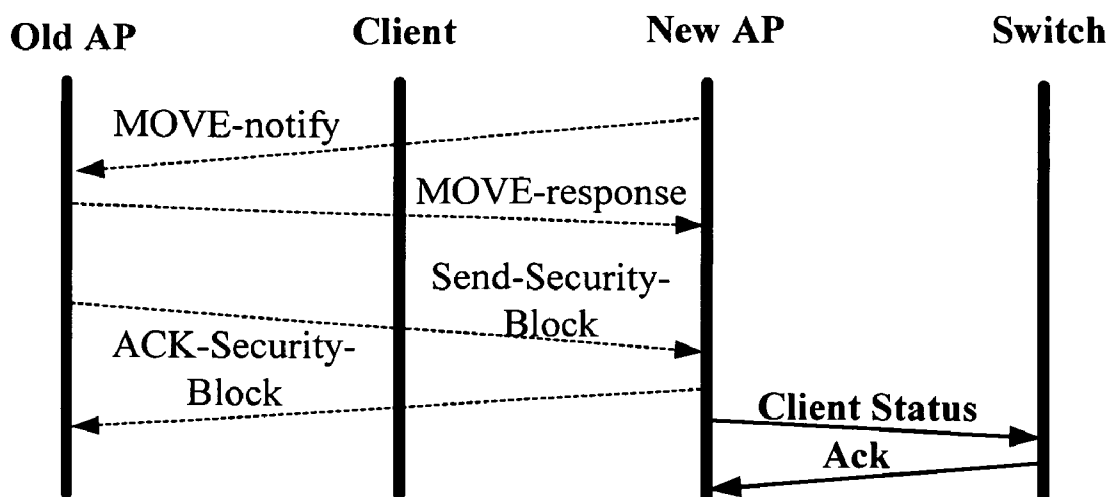 Old AP
Client
New AP
Switch
MOVE-notify
MOVE-response
Send-Security-
Block
ACK-Security-
Block
Client Status
Ack